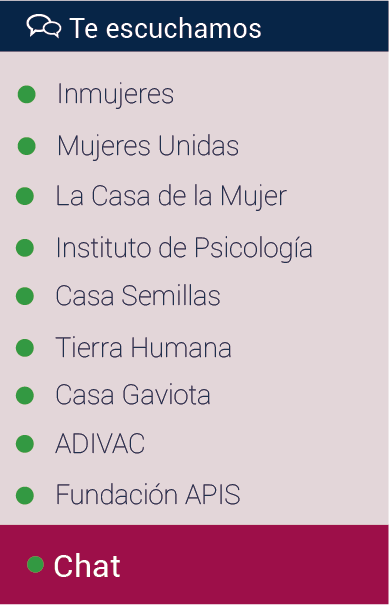 Te escuchamos
Inmujeres
Mujeres Unidas
La Casa de la Mujer
Instituto de Psicología
Casa Semillas
Tierra Humana
Casa Gaviota
ADIVAC
Fundación APIS
Chat